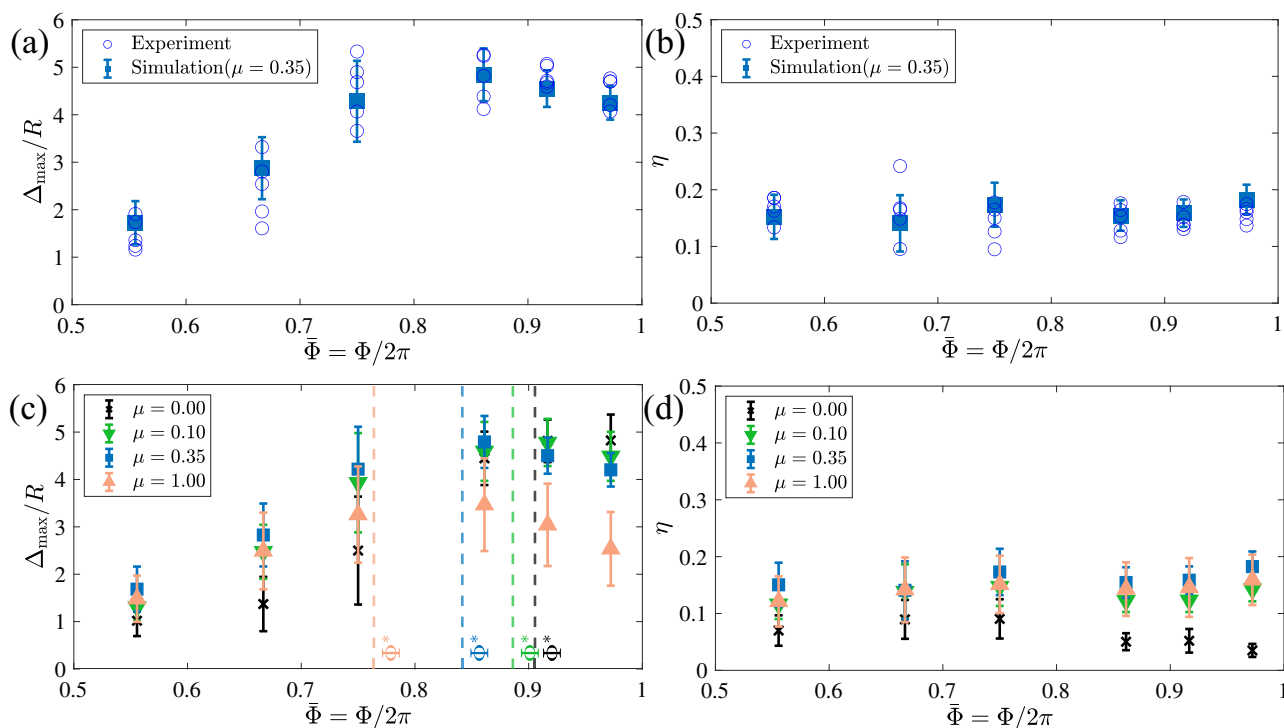 (a)
Experiment
Simulation(μ = 0.35)
Δmax/R
6
5
4
3
2
1
0
0.5 0.6 0.7 0.8 0.9 1
Φ̄ = Φ/2π
(b)
Experiment
Simulation(μ = 0.35)
η
0.5
0.4
0.3
0.2
0.1
0
0.5 0.6 0.7 0.8 0.9 1
Φ̄ = Φ/2π
(c)
μ = 0.00
μ = 0.10
μ = 0.35
μ = 1.00
Δmax/R
6
5
4
3
2
1
0
* * * *
0.5 0.6 0.7 0.8 0.9 1
Φ̄ = Φ/2π
(d)
μ = 0.00
μ = 0.10
μ = 0.35
μ = 1.00
η
0.5
0.4
0.3
0.2
0.1
0
0.5 0.6 0.7 0.8 0.9 1
Φ̄ = Φ/2π